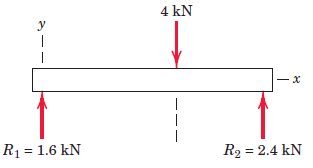 4 kN
y
x
R₁ = 1.6 kN
R₂ = 2.4 kN